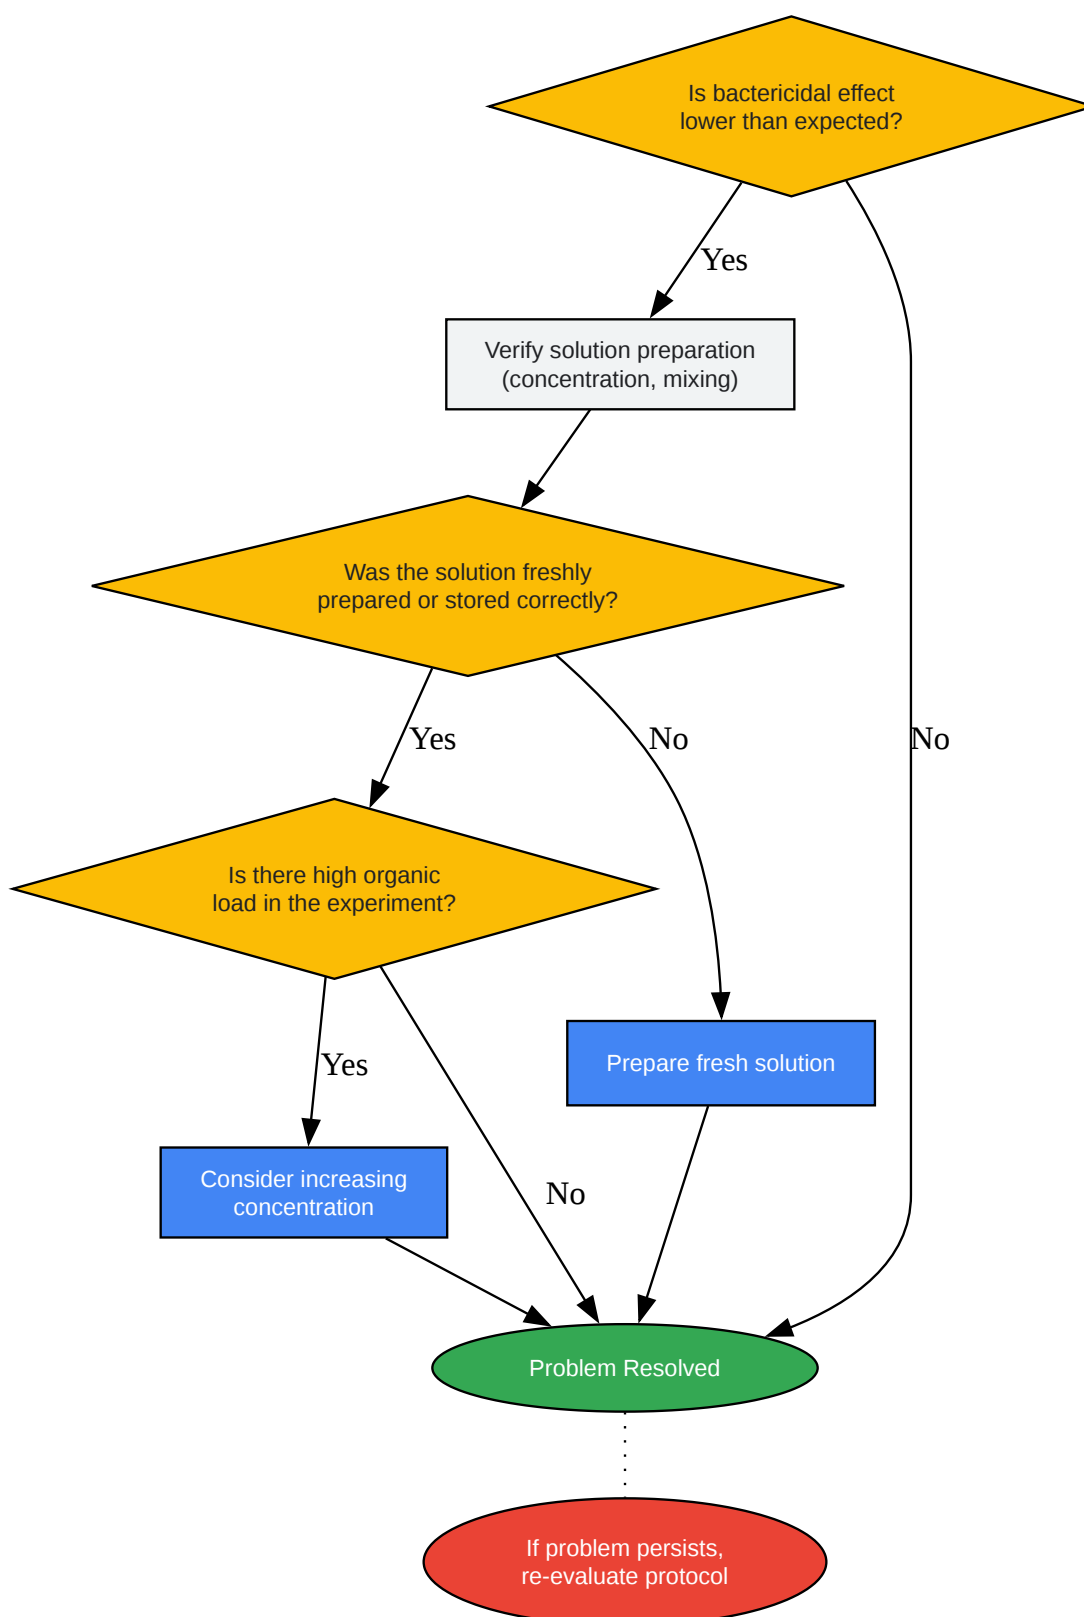 Is bactericidal effect
lower than expected?
Yes
Verify solution preparation
(concentration, mixing)
Was the solution freshly
prepared or stored correctly?
Yes
No
No
Is there high organic
load in the experiment?
Yes
Prepare fresh solution
Consider increasing
concentration
No
Problem Resolved
If problem persists,
re-evaluate protocol